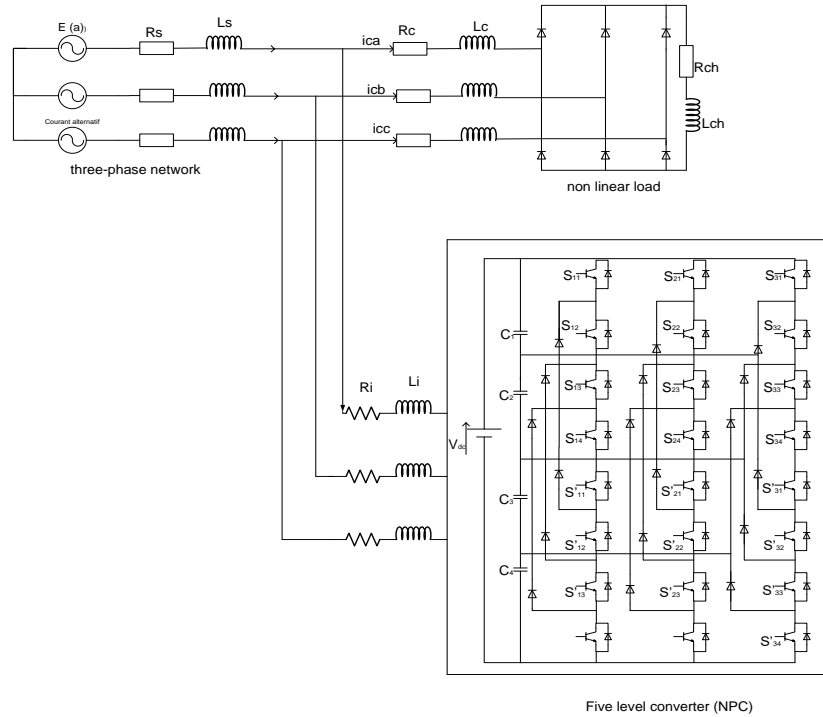 E (a))
Rs
Ls
ica
Rc
Lc
Rch
icb
Courant alternatif
icc
Lch
three-phase network
non linear load
S11
S21
S31
S12
S22
S32
C1
Ri
Li
C2
S13
S23
S33
Vdc
S14
S24
S34
C3
S'11
S'21
S'31
S'12
S'22
S'32
C4
S'13
S'23
S'33
S'34
Five level converter (NPC)